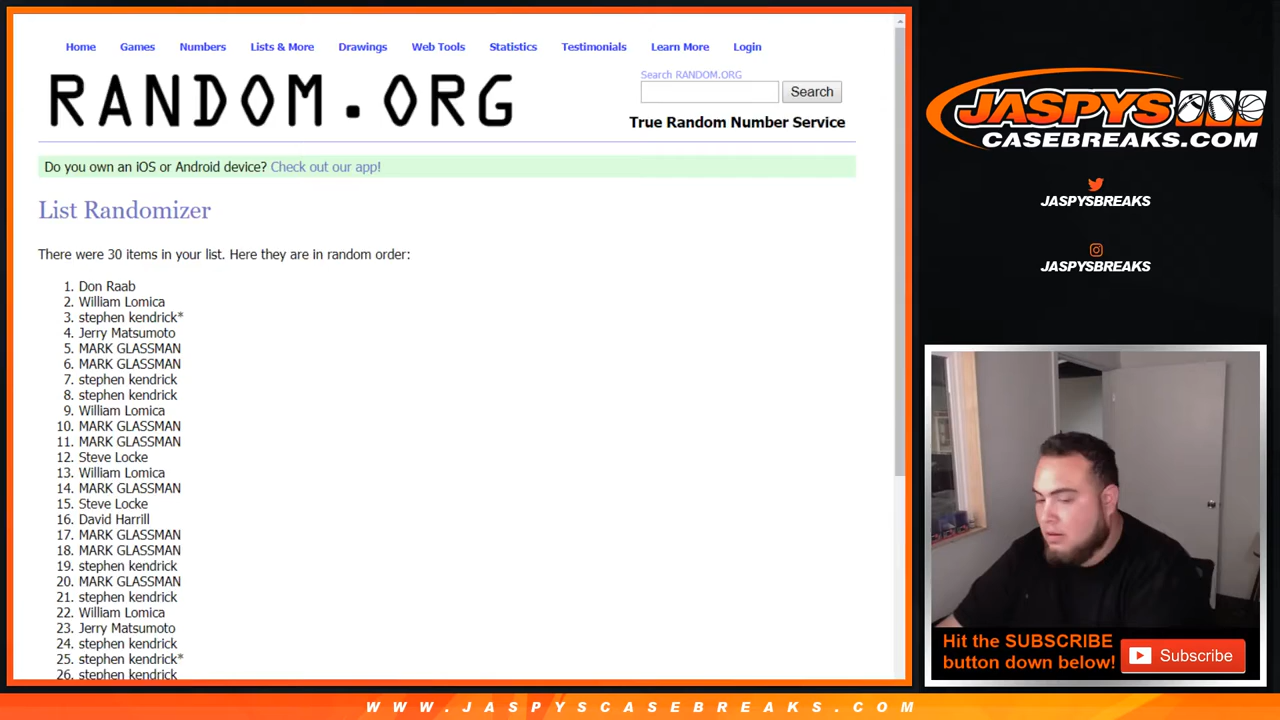 Home Games Numbers Lists & More Drawings Web Tools Statistics Testimonials Learn More Login
RANDOM.ORG
Search RANDOM.ORG
Search
True Random Number Service
Do you own an iOS or Android device? Check out our app!
List Randomizer
There were 30 items in your list. Here they are in random order:
1. Don Raab
2. William Lomica
3. stephen kendrick*
4. Jerry Matsumoto
5. MARK GLASSMAN
6. MARK GLASSMAN
7. stephen kendrick
8. stephen kendrick
9. William Lomica
10. MARK GLASSMAN
11. MARK GLASSMAN
12. Steve Locke
13. William Lomica
14. MARK GLASSMAN
15. Steve Locke
16. David Harrill
17. MARK GLASSMAN
18. MARK GLASSMAN
19. stephen kendrick
20. MARK GLASSMAN
21. stephen kendrick
22. William Lomica
23. Jerry Matsumoto
24. stephen kendrick
25. stephen kendrick*
26. stephen kendrick
JASPYS
CASEBREAKS.COM
JASPYSBREAKS
JASPYSBREAKS
Hit the SUBSCRIBE
button down below!
Subscribe
WWW.JASPYSCASEBREAKS.COM